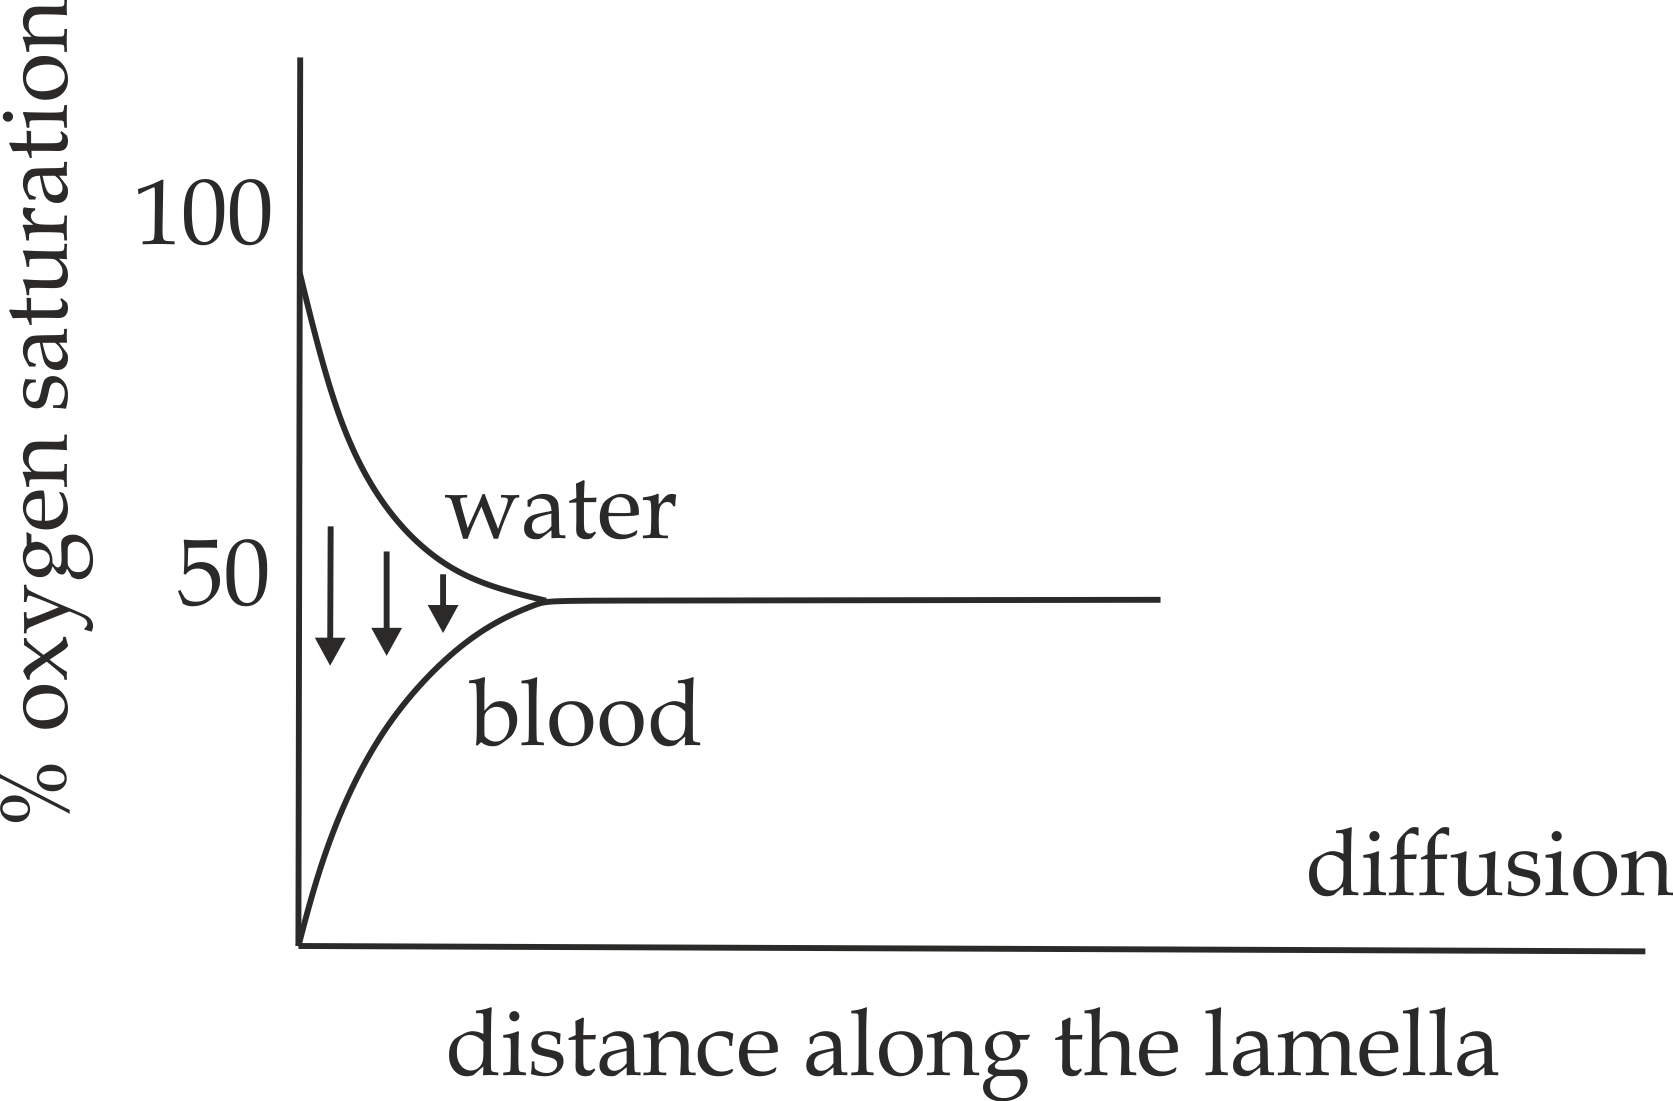 % oxygen saturation
100
50
water
blood
diffusion
distance along the lamella